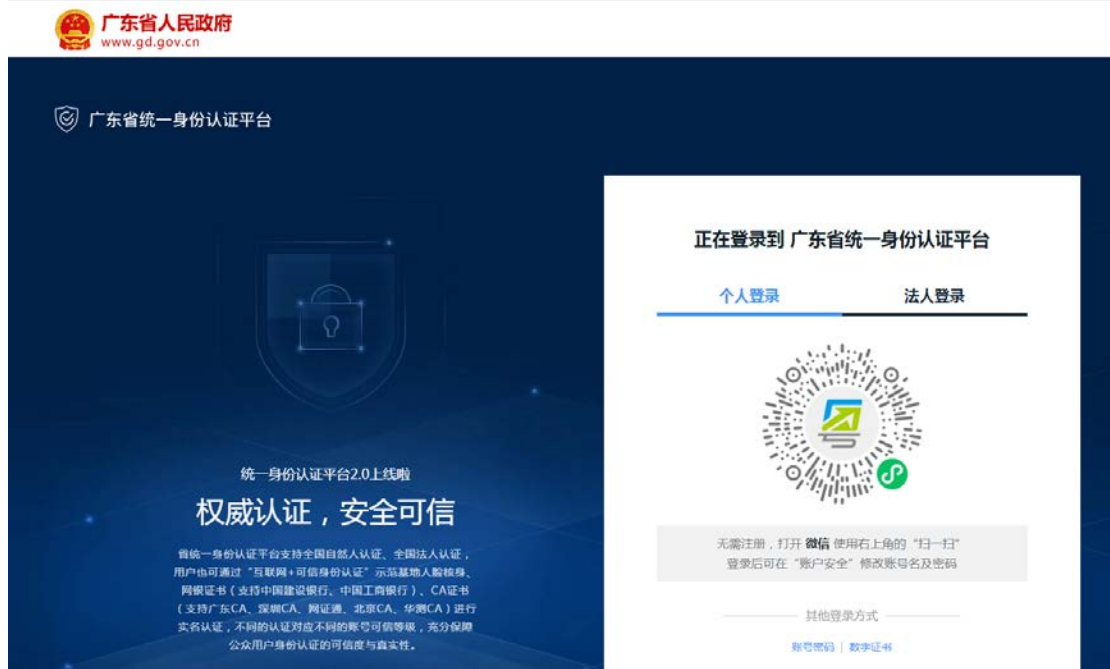 广东省人民政府
www.gd.gov.cn
广东省统一身份认证平台
统一身份认证平台2.0上线啦
权威认证，安全可信
省统一身份认证平台支持全国自然人认证、全国法人认证，
用户也可通过“互联网+可信身份认证”示范基地人脸核身、
网银证书（支持中国建设银行、中国工商银行）、CA证书
（支持广东CA、深圳CA、网证通、北京CA、华测CA）进行
实名认证，不同的认证对应不同的账号可信等级，充分保障
公众用户身份认证的可信度与真实性。
正在登录到 广东省统一身份认证平台
个人登录 法人登录
无需注册，打开 微信 使用右上角的“扫一扫”
登录后可在“账户安全”修改账号名及密码
其他登录方式
账号密码 | 数字证书